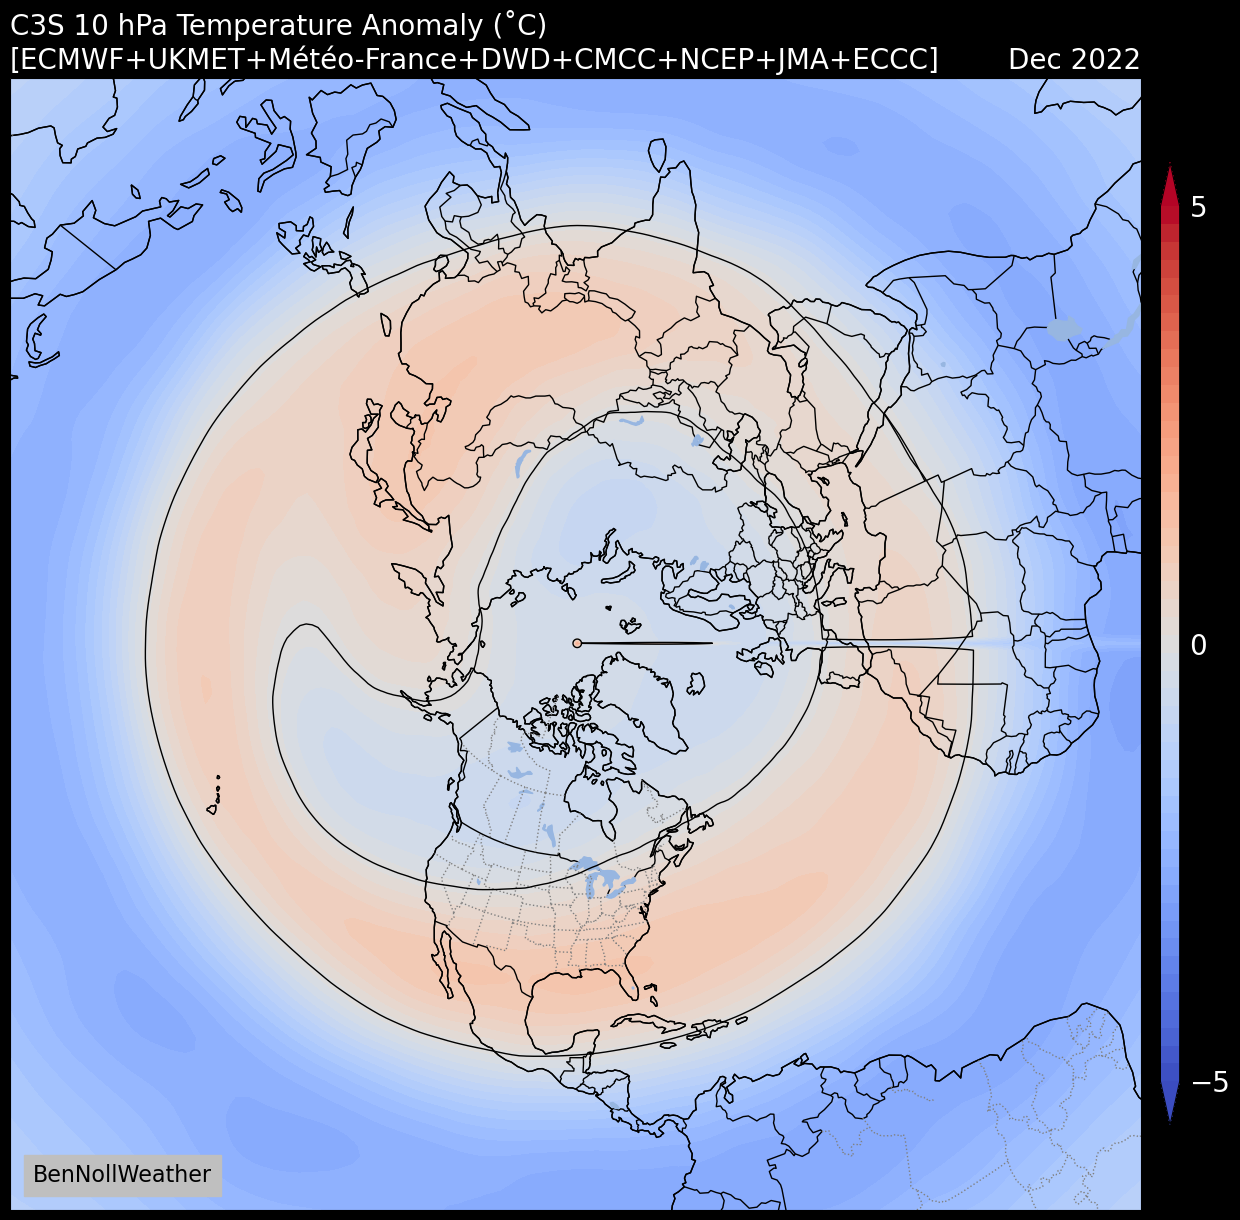 C3S 10 hPa Temperature Anomaly (˚C)
[ECMWF+UKMET+Météo-France+DWD+CMCC+NCEP+JMA+ECCC] Dec 2022
5
0
−5
BenNollWeather